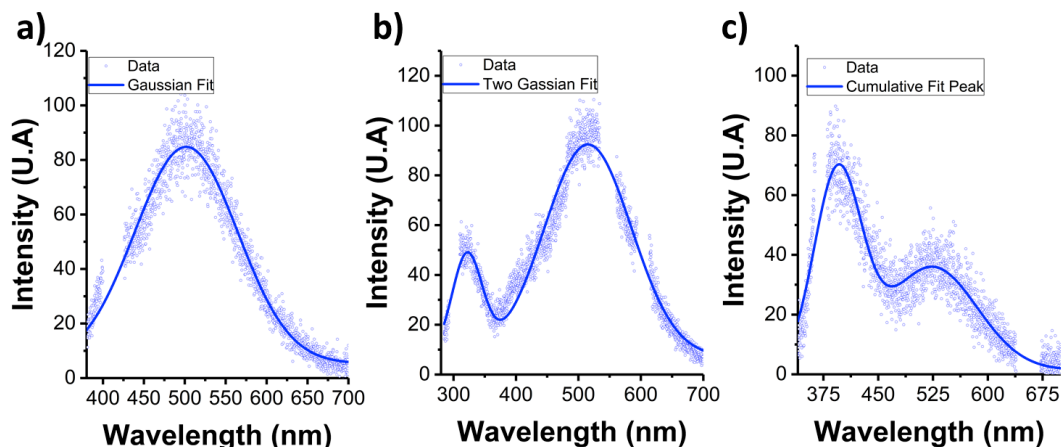 a)
120
100
80
60
40
20
0
Intensity (U.A)
Data
Gaussian Fit
400 450 500 550 600 650 700
Wavelength (nm)
b)
120
100
80
60
40
20
0
Intensity (U.A)
Data
Two Gassian Fit
300 400 500 600 700
Wavelength (nm)
c)
100
80
60
40
20
0
Intensity (U.A)
Data
Cumulative Fit Peak
375 450 525 600 675
Wavelength (nm)